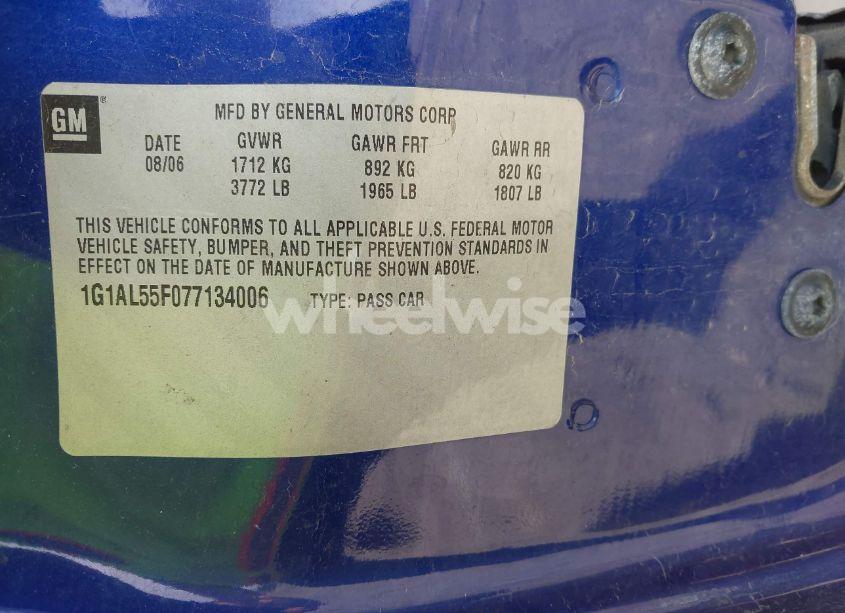 GM ®
MFD BY GENERAL MOTORS CORP
DATE GVWR GAWR FRT GAWR RR
08/06 1712 KG 892 KG 820 KG
3772 LB 1965 LB 1807 LB
THIS VEHICLE CONFORMS TO ALL APPLICABLE U.S. FEDERAL MOTOR
VEHICLE SAFETY, BUMPER, AND THEFT PREVENTION STANDARDS IN
EFFECT ON THE DATE OF MANUFACTURE SHOWN ABOVE.
1G1AL55F077134006 TYPE: PASS CAR
wheelwise